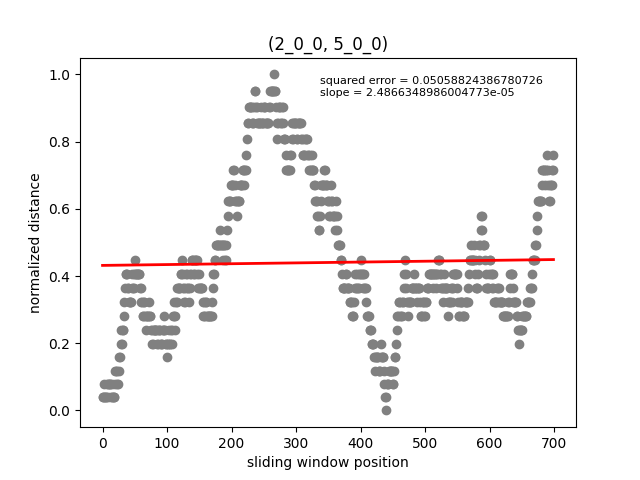 (2_0_0, 5_0_0)
squared error = 0.05058824386780726
slope = 2.4866348986004773e-05
1.0
0.8
0.6
0.4
0.2
0.0
normalized distance
0 100 200 300 400 500 600 700
sliding window position